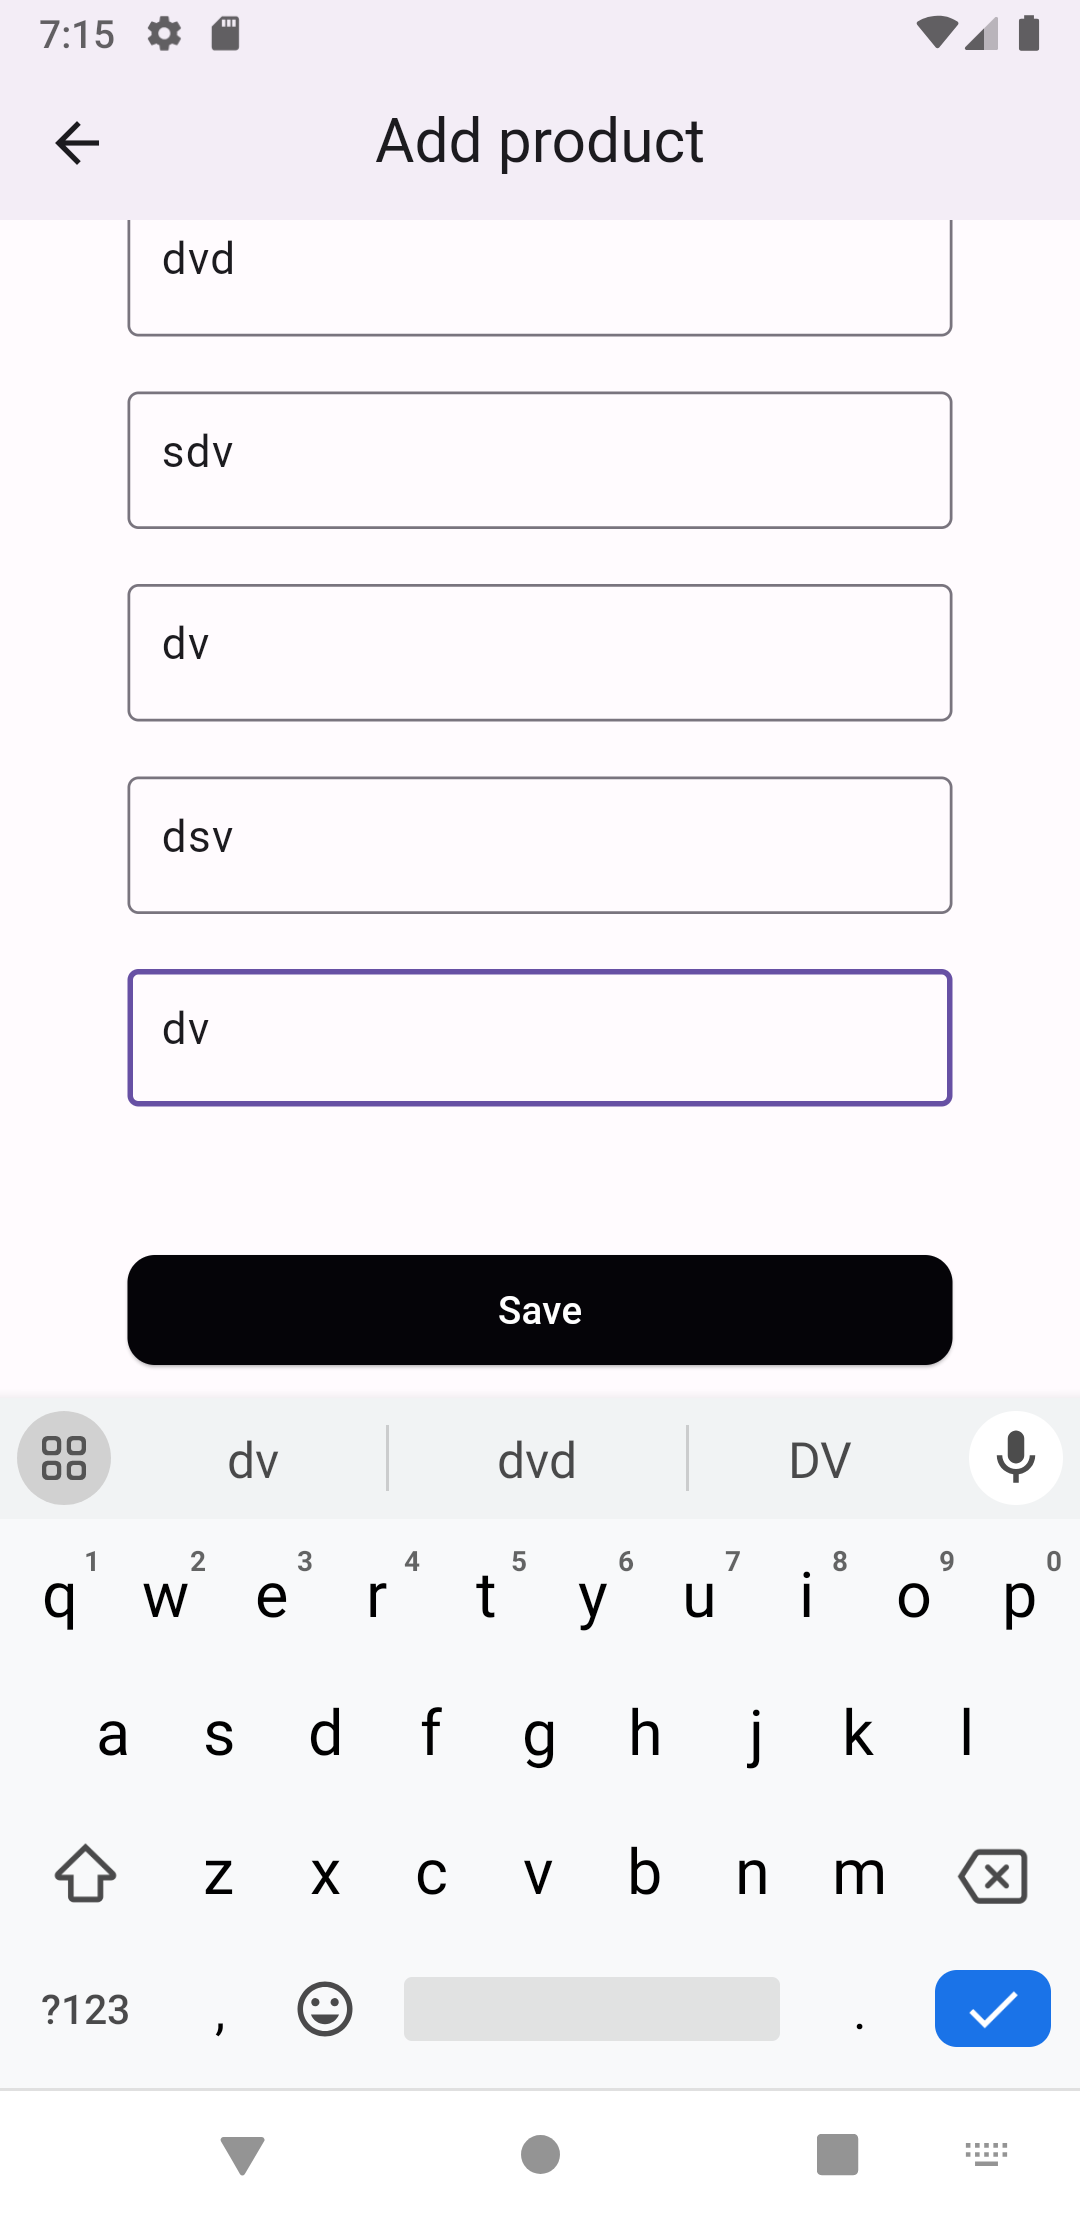 7:15
Add product
dvd
sdv
dv
dsv
dv
Save
dv dvd DV
1 2 3 4 5 6 7 8 9 0
q w e r t y u i o p
a s d f g h j k l
z x c v b n m
?123 , .